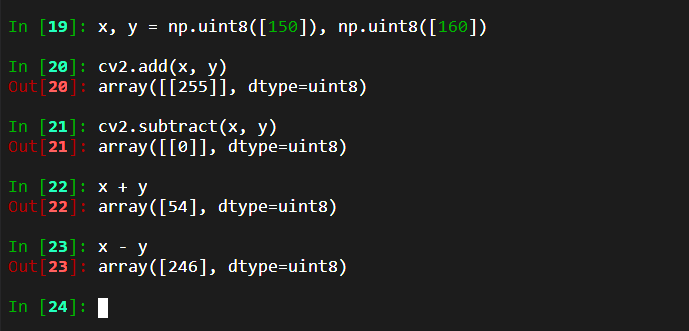 In [19]: x, y = np.uint8([150]), np.uint8([160])
In [20]: cv2.add(x, y)
Out[20]: array([[255]], dtype=uint8)
In [21]: cv2.subtract(x, y)
Out[21]: array([[0]], dtype=uint8)
In [22]: x + y
Out[22]: array([54], dtype=uint8)
In [23]: x - y
Out[23]: array([246], dtype=uint8)
In [24]: